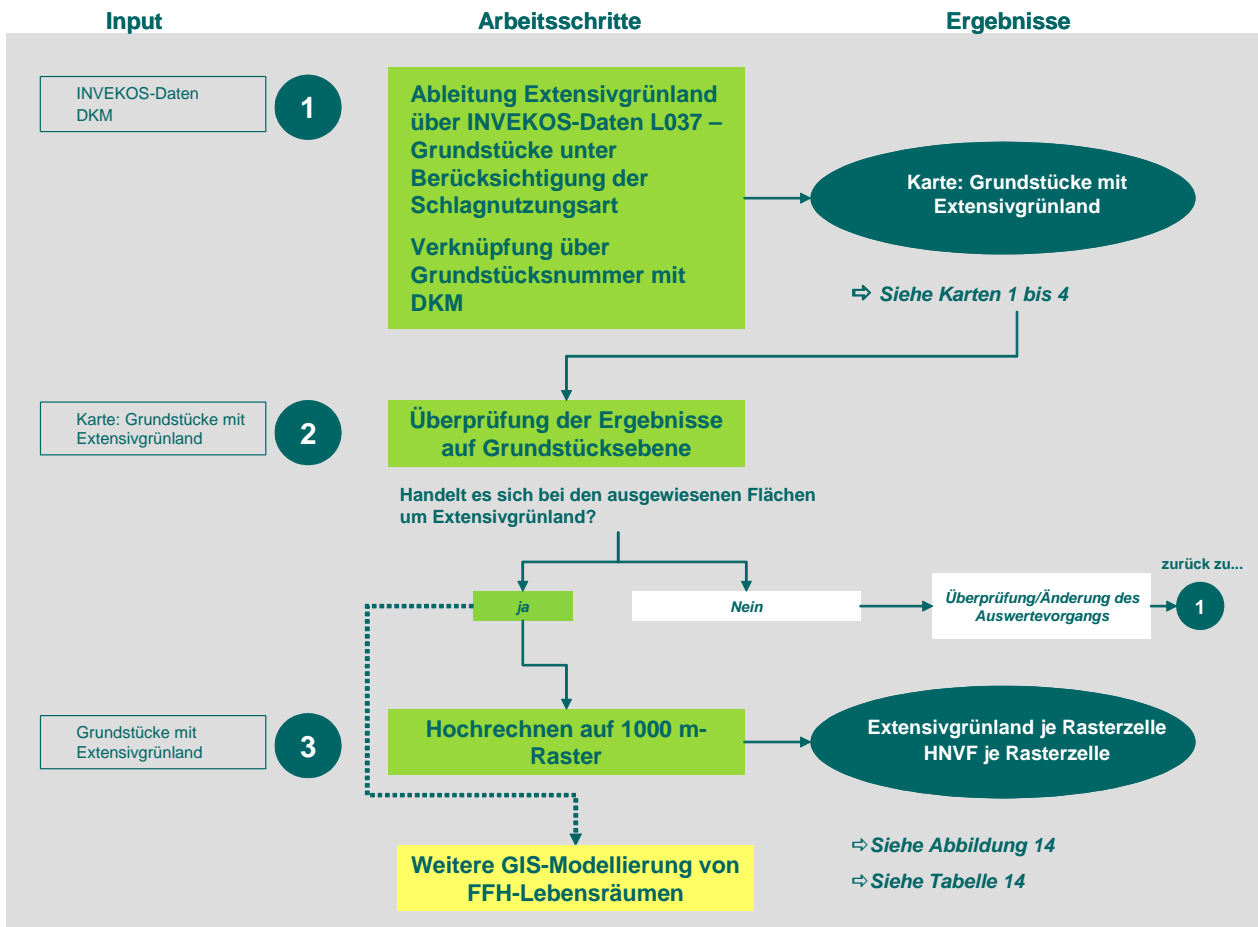 Input
Arbeitsschritte
Ergebnisse
INVEKOS-Daten
DKM
1
Ableitung Extensivgrünland
über INVEKOS-Daten L037 –
Grundstücke unter
Berücksichtigung der
Schlagnutzungsart
Verknüpfung über
Grundstücksnummer mit
DKM
Karte: Grundstücke mit
Extensivgrünland
⇨ Siehe Karten 1 bis 4
Karte: Grundstücke mit
Extensivgrünland
2
Überprüfung der Ergebnisse
auf Grundstücksebene
Handelt es sich bei den ausgewiesenen Flächen
um Extensivgrünland?
zurück zu...
ja
Nein
Überprüfung/Änderung des
Auswertevorgangs
1
Grundstücke mit
Extensivgrünland
3
Hochrechnen auf 1000 m-
Raster
Extensivgrünland je Rasterzelle
HNVF je Rasterzelle
Weitere GIS-Modellierung von
FFH-Lebensräumen
⇨Siehe Abbildung 14
⇨Siehe Tabelle 14